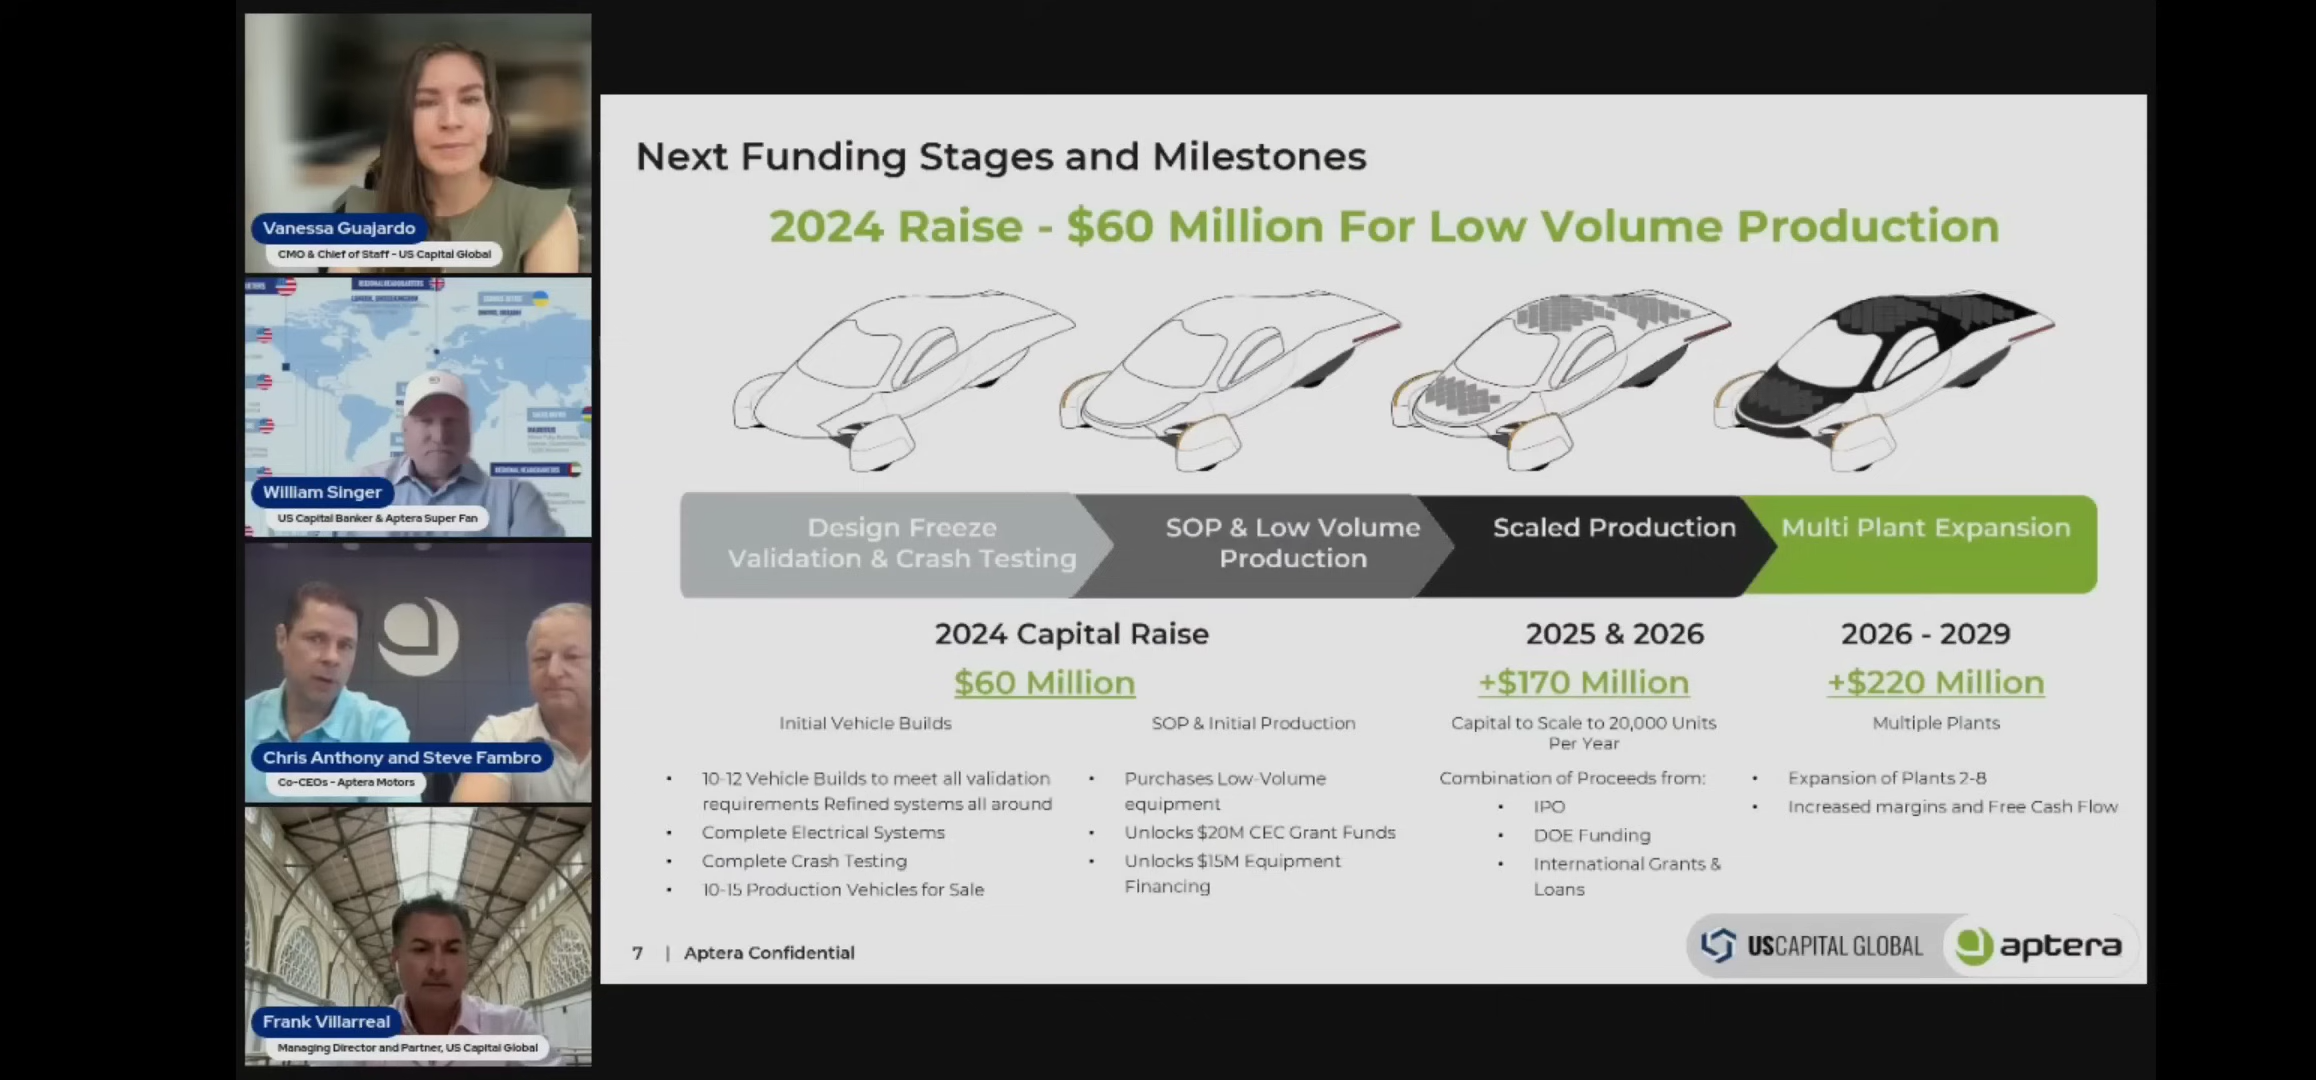 Vanessa Guajardo
CMO & Chief of Staff - US Capital Global
REGIONAL HEADQUARTERS
William Singer
US Capital Banker & Aptera Super Fan
Chris Anthony and Steve Fambro
Co-CEOs - Aptera Motors
Frank Villarreal
Managing Director and Partner, US Capital Global
Next Funding Stages and Milestones
2024 Raise - $60 Million For Low Volume Production
Design Freeze
Validation & Crash Testing
SOP & Low Volume
Production
Scaled Production
Multi Plant Expansion
2024 Capital Raise
$60 Million
Initial Vehicle Builds
• 10-12 Vehicle Builds to meet all validation
requirements Refined systems all around
• Complete Electrical Systems
• Complete Crash Testing
• 10-15 Production Vehicles for Sale
SOP & Initial Production
• Purchases Low-Volume
equipment
• Unlocks $20M CEC Grant Funds
• Unlocks $15M Equipment
Financing
2025 & 2026
+$170 Million
Capital to Scale to 20,000 Units
Per Year
Combination of Proceeds from:
• IPO
• DOE Funding
• International Grants &
Loans
2026 - 2029
+$220 Million
Multiple Plants
• Expansion of Plants 2-8
• Increased margins and Free Cash Flow
7 | Aptera Confidential
USCAPITAL GLOBAL
aptera